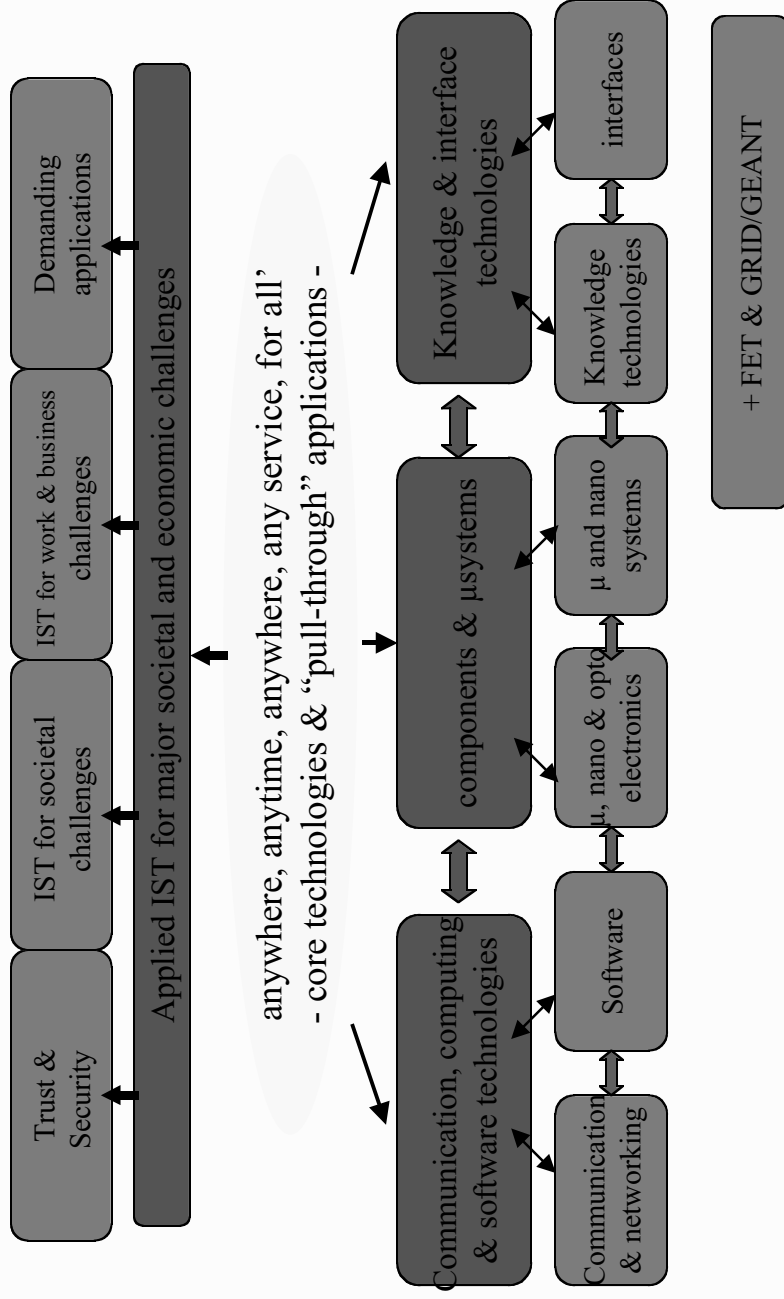 Trust &
Security
IST for societal
challenges
IST for work & business
challenges
Demanding
applications
Applied IST for major societal and economic challenges
anywhere, anytime, anywhere, any service, for all’
- core technologies & “pull-through” applications -
Communication, computing
& software technologies
components & μsystems
Knowledge & interface
technologies
Communication
& networking
Software
μ, nano & opto
electronics
μ and nano
systems
Knowledge
technologies
interfaces
+ FET & GRID/GEANT